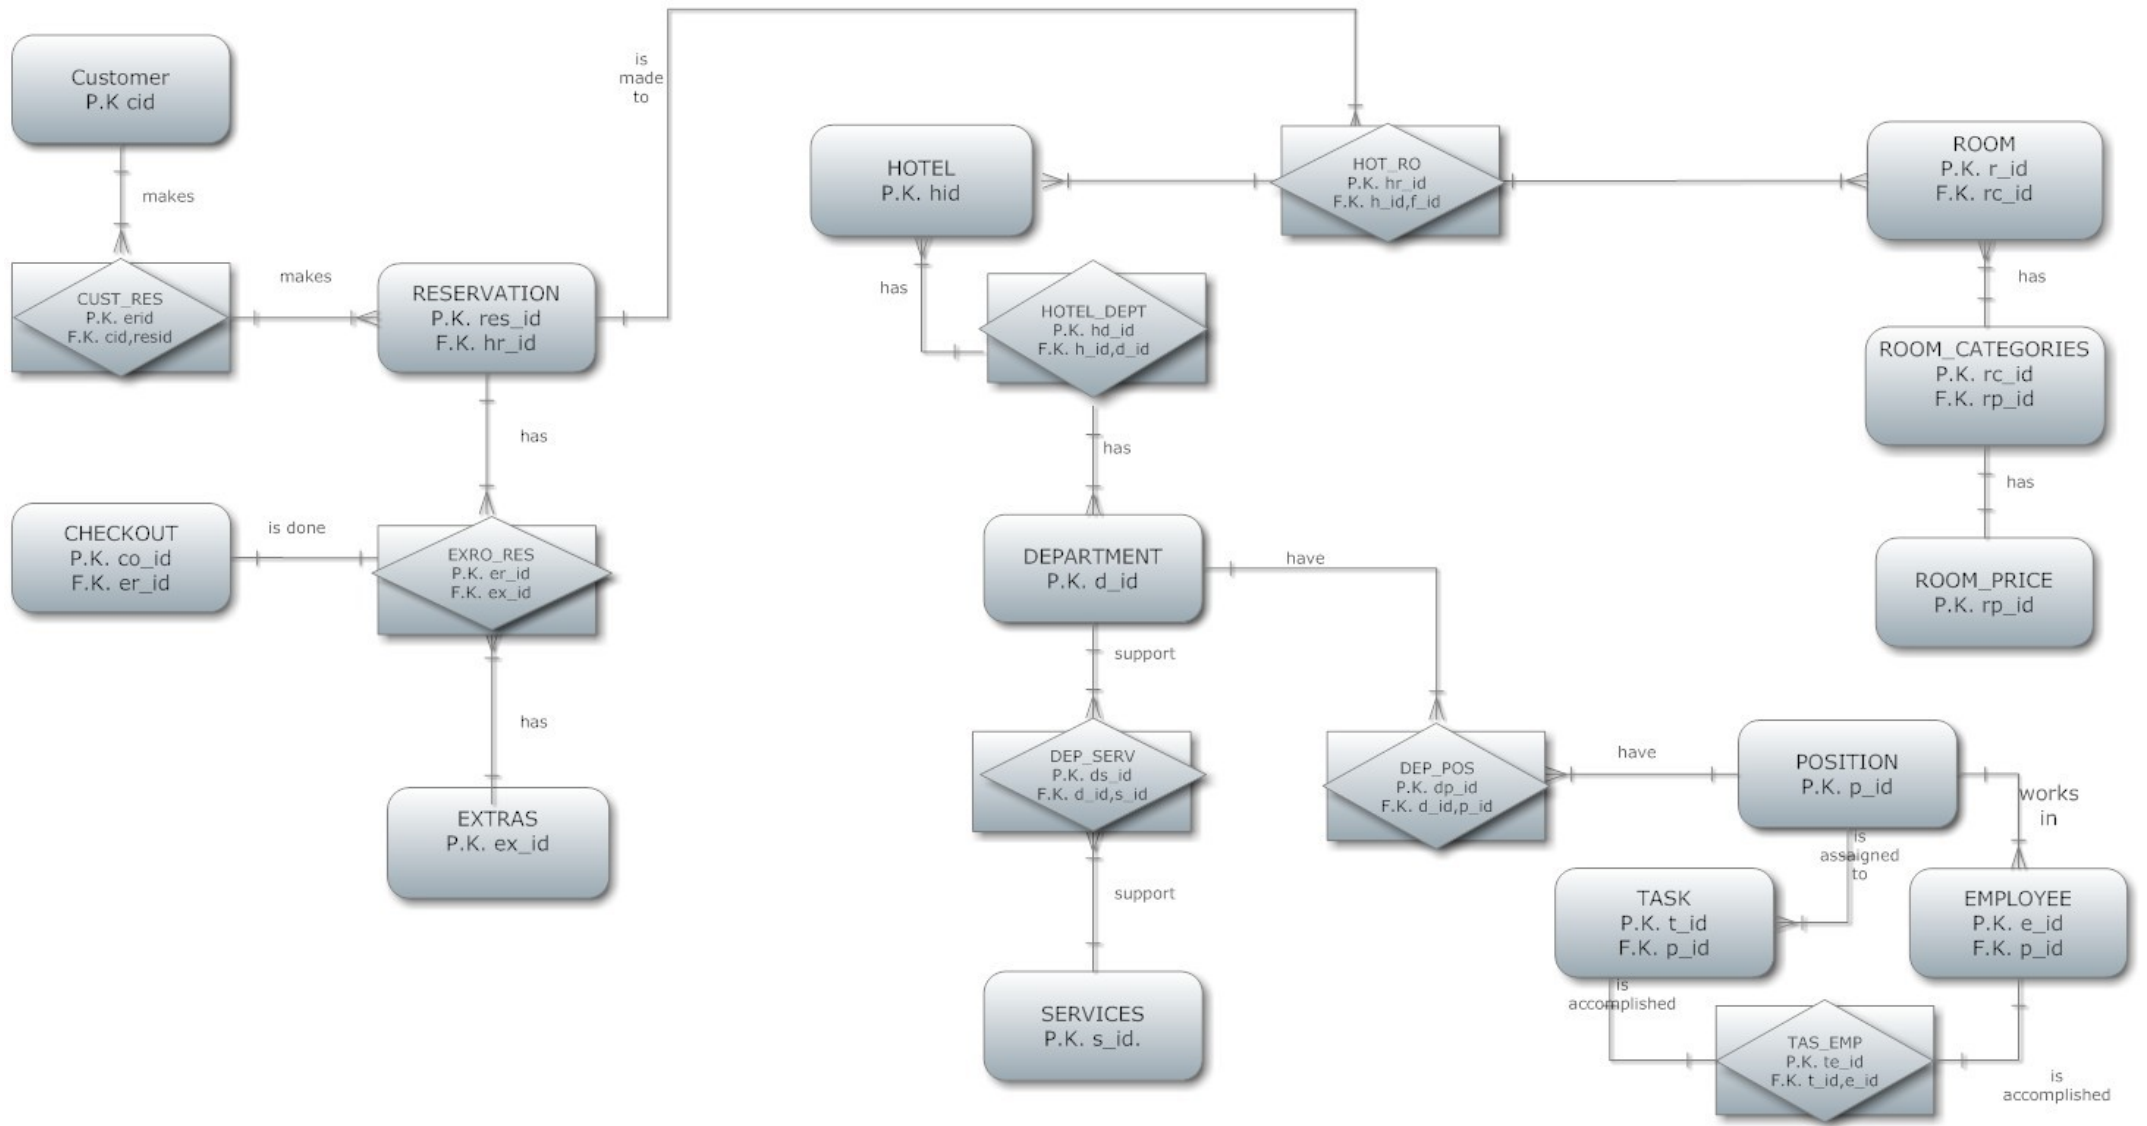 Customer
P.K cid
makes
CUST_RES
P.K. erid
F.K. cid,resid
makes
RESERVATION
P.K. res_id
F.K. hr_id
is
made
to
has
CHECKOUT
P.K. co_id
F.K. er_id
is done
EXRO_RES
P.K. er_id
F.K. ex_id
has
EXTRAS
P.K. ex_id
HOTEL
P.K. hid
HOT_RO
P.K. hr_id
F.K. h_id,f_id
ROOM
P.K. r_id
F.K. rc_id
has
HOTEL_DEPT
P.K. hd_id
F.K. h_id,d_id
has
ROOM_CATEGORIES
P.K. rc_id
F.K. rp_id
has
has
ROOM_PRICE
P.K. rp_id
DEPARTMENT
P.K. d_id
have
support
DEP_SERV
P.K. ds_id
F.K. d_id,s_id
support
SERVICES
P.K. s_id.
DEP_POS
P.K. dp_id
F.K. d_id,p_id
have
POSITION
P.K. p_id
works
in
is
assaigned
to
TASK
P.K. t_id
F.K. p_id
EMPLOYEE
P.K. e_id
F.K. p_id
is
accomplished
TAS_EMP
P.K. te_id
F.K. t_id,e_id
is
accomplished